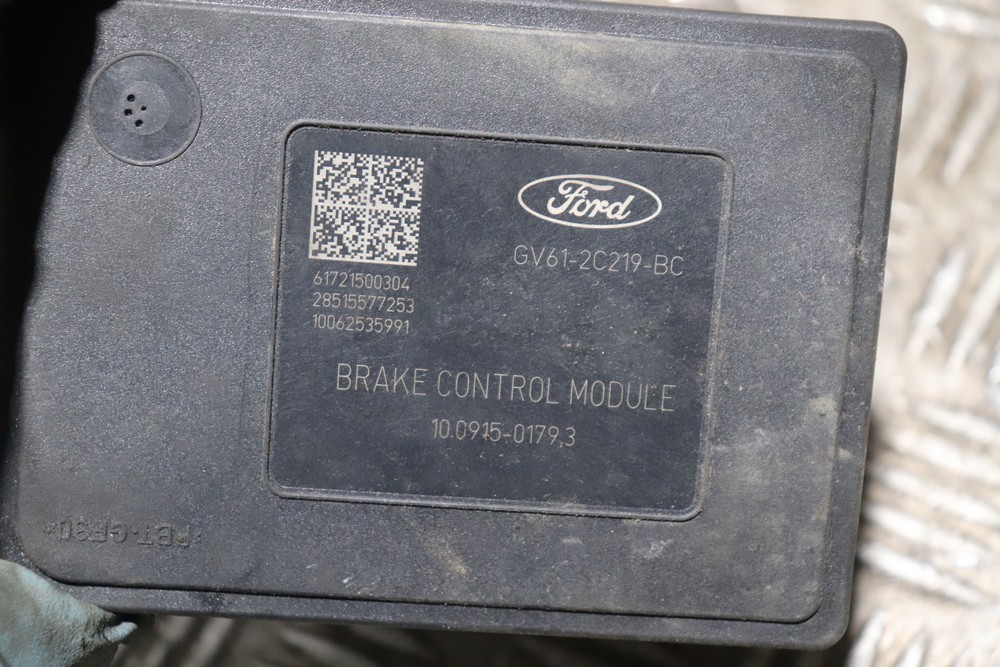 Ford
GV61-2C219-BC
61721500304
28515577253
10062535991
BRAKE CONTROL MODULE
10.0915-0179.3